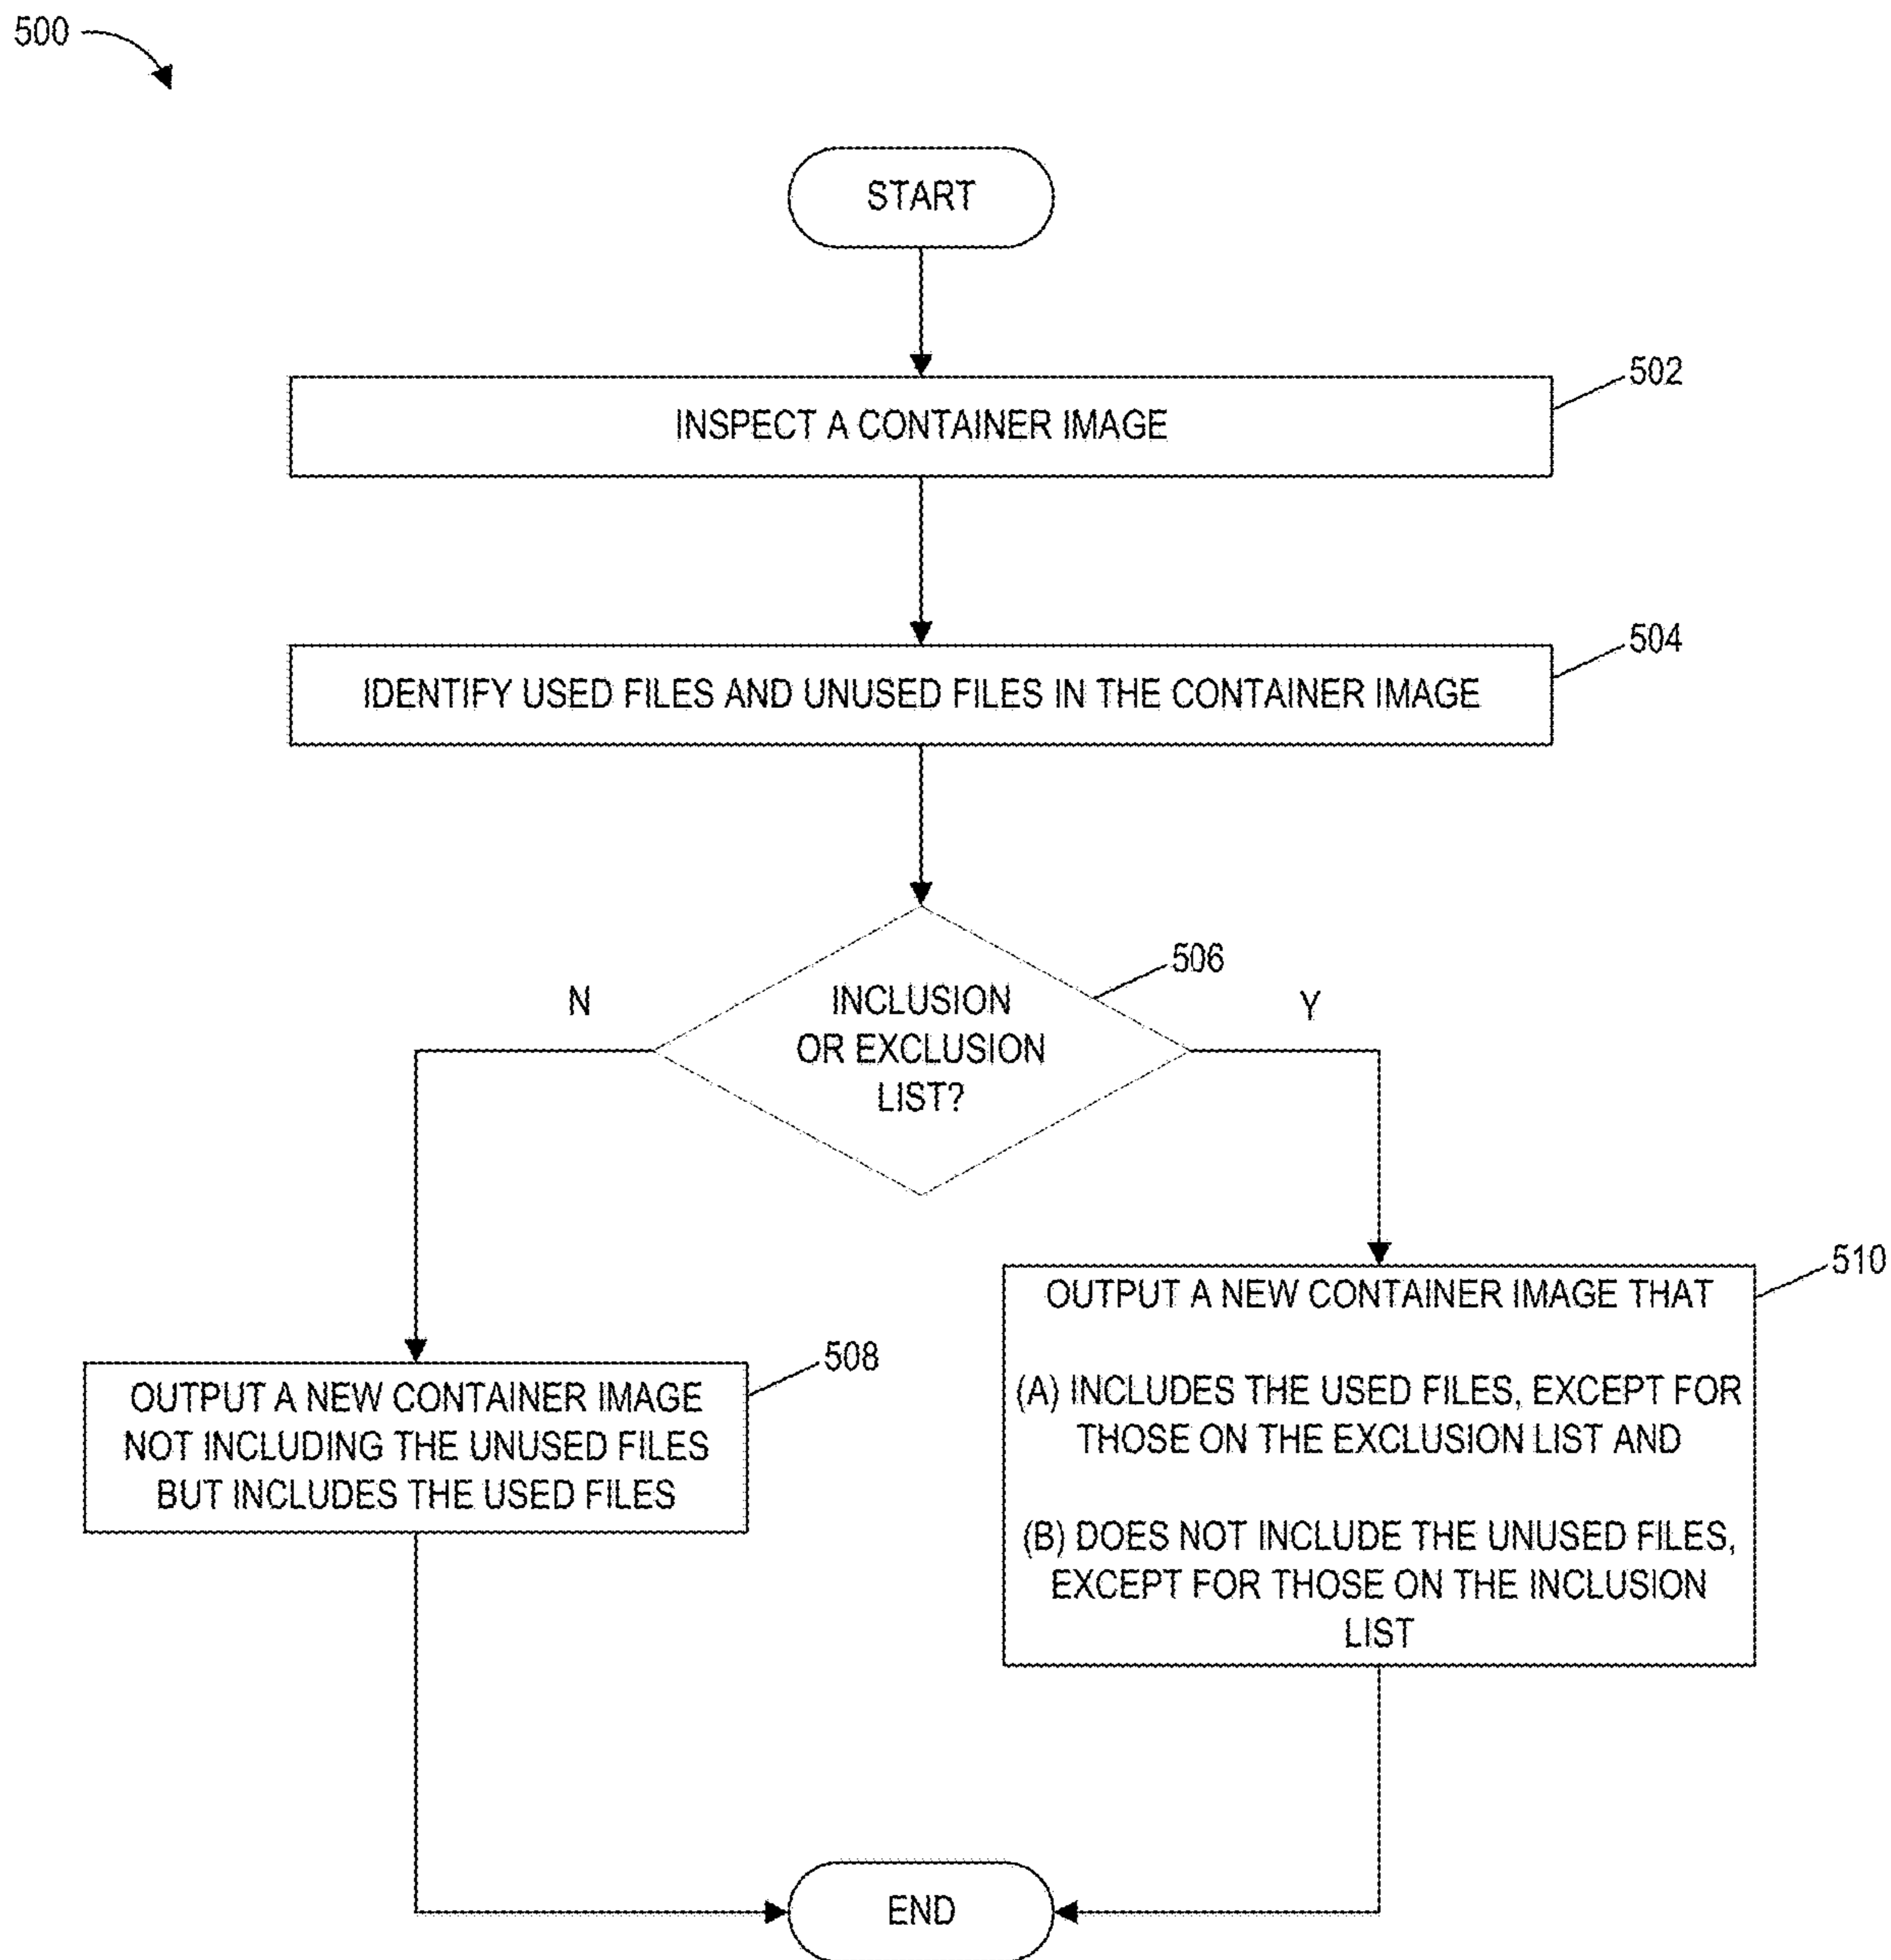 500
START
502
INSPECT A CONTAINER IMAGE
504
IDENTIFY USED FILES AND UNUSED FILES IN THE CONTAINER IMAGE
506
N
INCLUSION
OR EXCLUSION
LIST?
Y
510
OUTPUT A NEW CONTAINER IMAGE THAT
(A) INCLUDES THE USED FILES, EXCEPT FOR
THOSE ON THE EXCLUSION LIST AND
(B) DOES NOT INCLUDE THE UNUSED FILES,
EXCEPT FOR THOSE ON THE INCLUSION
LIST
508
OUTPUT A NEW CONTAINER IMAGE
NOT INCLUDING THE UNUSED FILES
BUT INCLUDES THE USED FILES
END